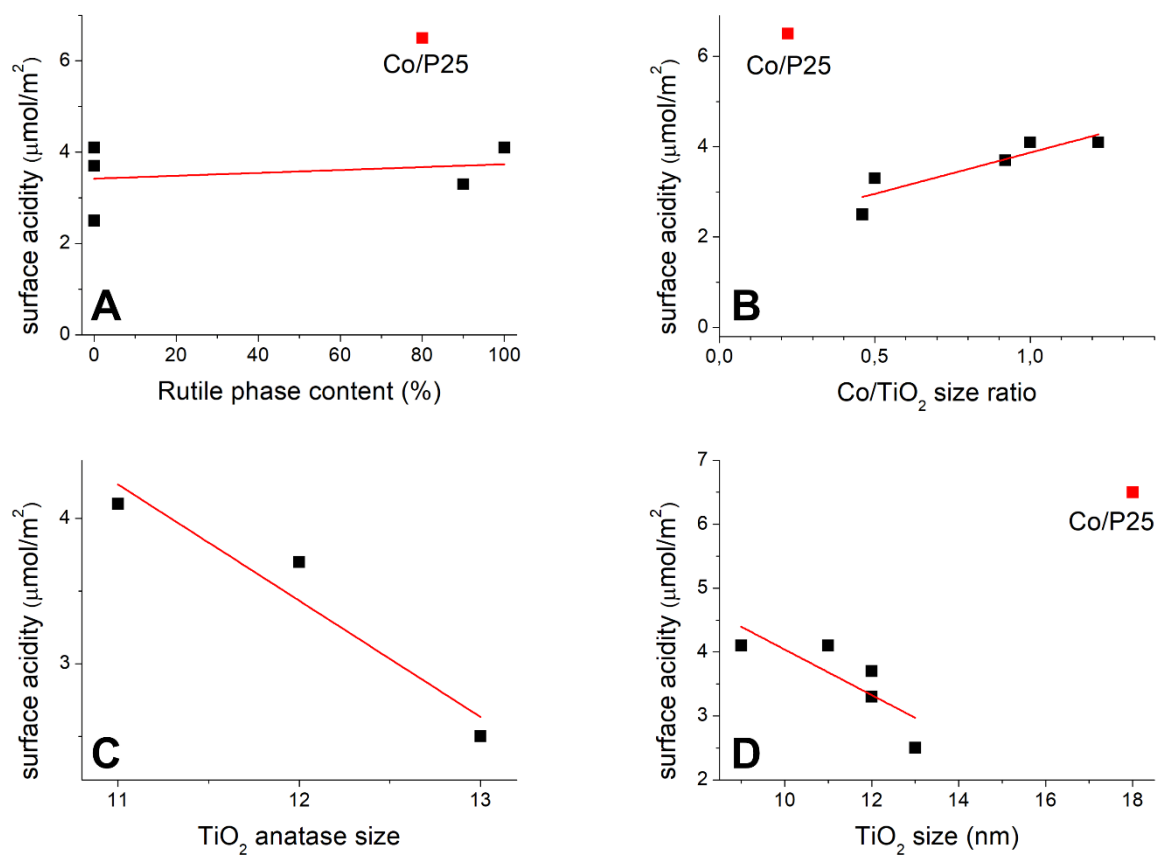 6
4
2
0
surface acidity (μmol/m²)
Co/P25
A
0
20
40
60
80
100
Rutile phase content (%)
6
4
2
0
surface acidity (μmol/m²)
Co/P25
B
0,0
0,5
1,0
Co/TiO₂ size ratio
4
3
surface acidity (μmol/m²)
C
11
12
13
TiO₂ anatase size
7
6
5
4
3
2
surface acidity (μmol/m²)
Co/P25
D
10
12
14
16
18
TiO₂ size (nm)